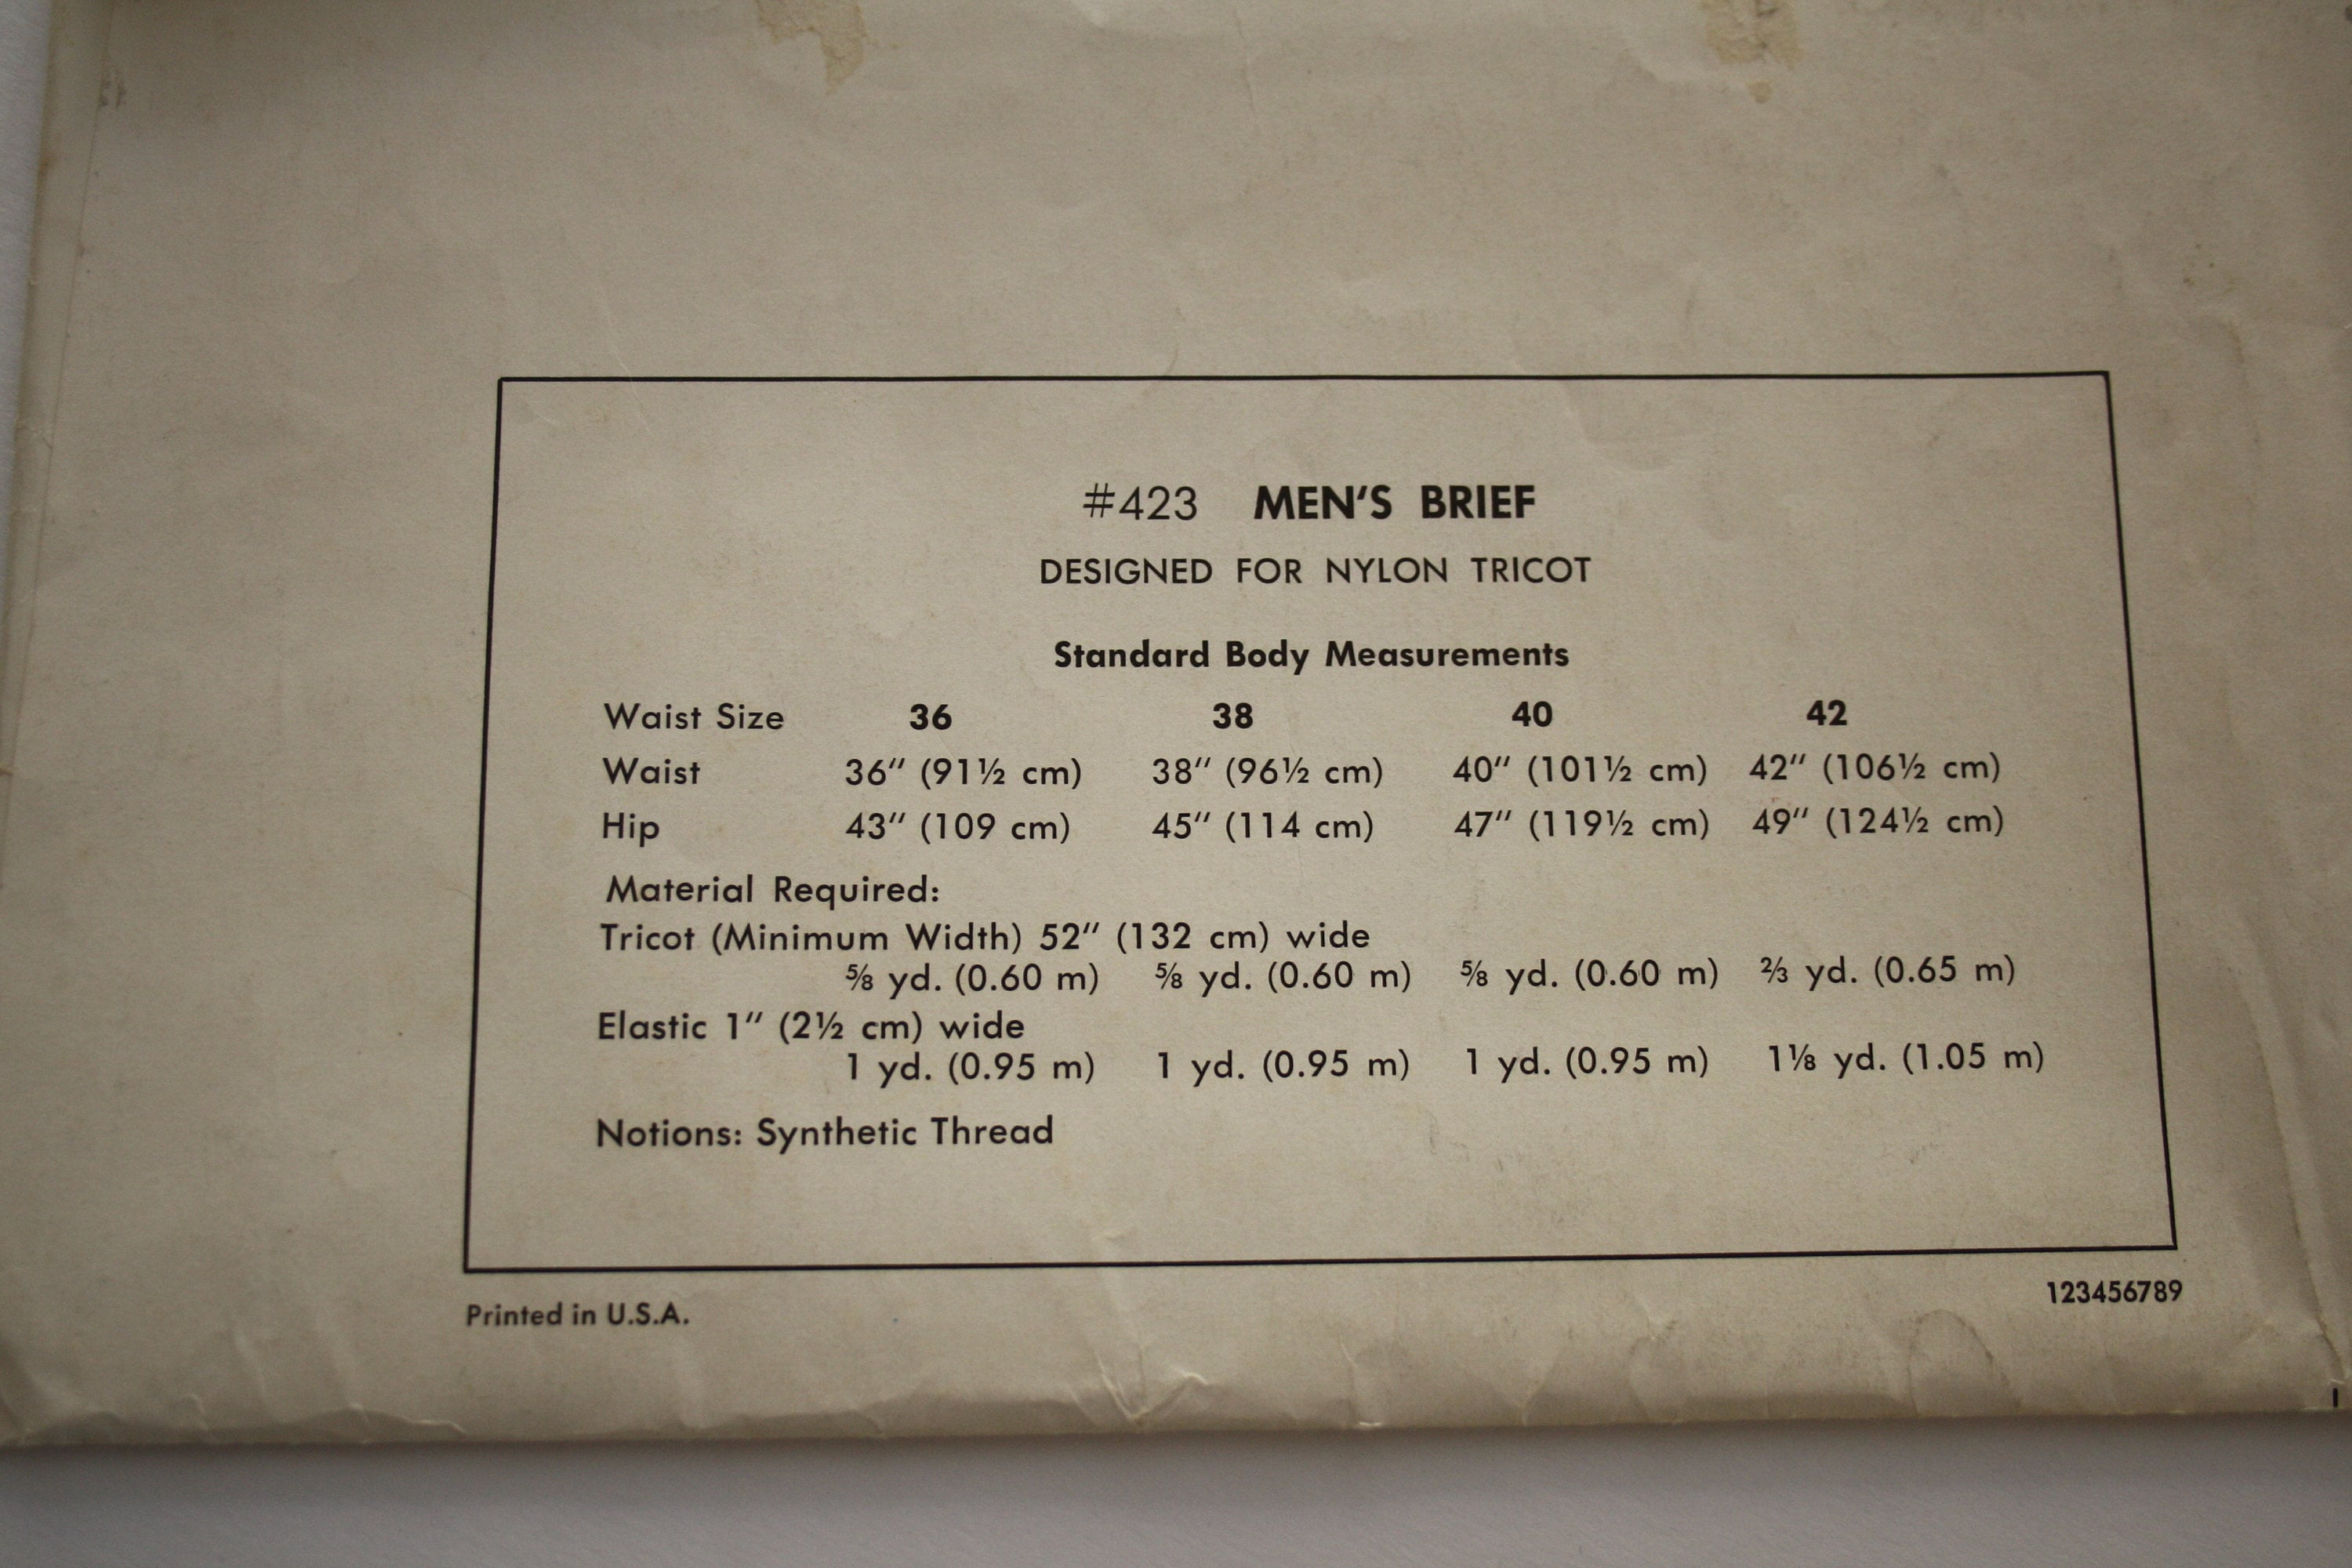 #423 MEN'S BRIEF
DESIGNED FOR NYLON TRICOT
Standard Body Measurements
Waist Size 36 38 40 42
Waist 36" (91½ cm) 38" (96½ cm) 40" (101½ cm) 42" (106½ cm)
Hip 43" (109 cm) 45" (114 cm) 47" (119½ cm) 49" (124½ cm)
Material Required:
Tricot (Minimum Width) 52" (132 cm) wide
⅝ yd. (0.60 m) ⅝ yd. (0.60 m) ⅝ yd. (0.60 m) ⅔ yd. (0.65 m)
Elastic 1" (2½ cm) wide
1 yd. (0.95 m) 1 yd. (0.95 m) 1 yd. (0.95 m) 1⅛ yd. (1.05 m)
Notions: Synthetic Thread
Printed in U.S.A. 123456789